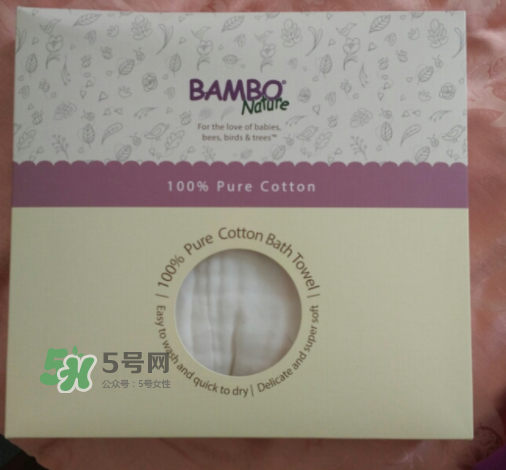 BAMBO®
Nature
For the love of babies,
bees, birds & trees™
100% Pure Cotton
| 100% Pure Cotton Bath Towel |
Easy to wash and quick to dry | Delicate and super soft
5H 5号网
公众号：5号女性